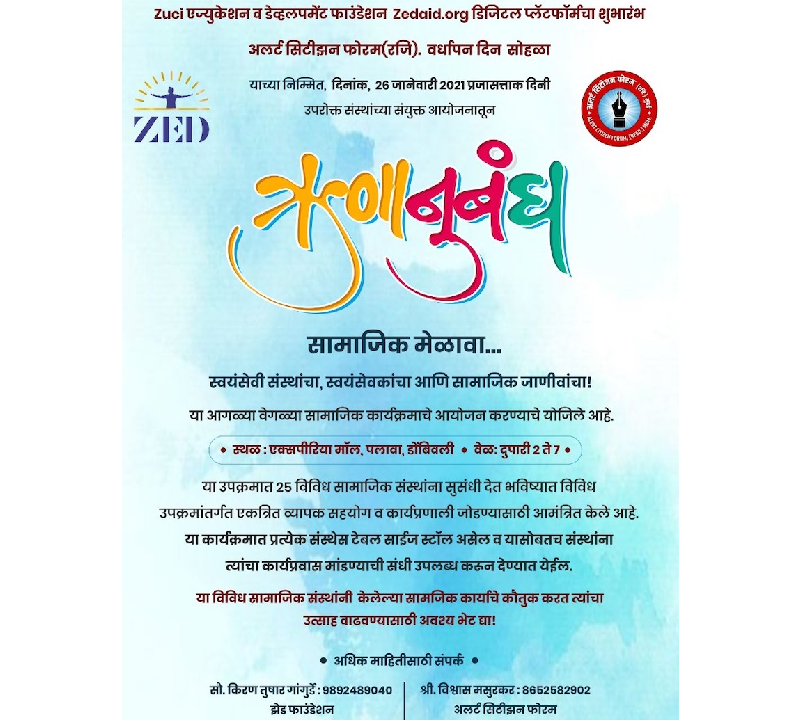 Zuci एज्युकेशन व डेव्हलपमेंट फाउंडेशन Zedaid.org डिजिटल प्लॅटफॉर्मचा शुभारंभ
अलर्ट सिटीझन फोरम(रजि). वर्धापन दिन सोहळा
याच्या निम्मित, दिनांक, 26 जानेवारी 2021 प्रजासत्ताक दिनी
उपरोक्त संस्थांच्या संयुक्त आयोजनातून
ZED
ऋणानुबंध
सामाजिक मेळावा...
स्वयंसेवी संस्थांचा, स्वयंसेवकांचा आणि सामाजिक जाणीवांचा!
या आगळ्या वेगळ्या सामाजिक कार्यक्रमाचे आयोजन करण्याचे योजिले आहे.
• स्थळ : एक्सपीरिया मॉल, पलावा, डोंबिवली • वेळ: दुपारी 2 ते 7 •
या उपक्रमात 25 विविध सामाजिक संस्थांना सुसंधी देत भविष्यात विविध
उपक्रमांतर्गत एकत्रित व्यापक सहयोग व कार्यप्रणाली जोडण्यासाठी आमंत्रित केले आहे.
या कार्यक्रमात प्रत्येक संस्थेस टेबल साईज स्टॉल असेल व यासोबतच संस्थांना
त्यांचा कार्यप्रवास मांडण्याची संधी उपलब्ध करुन देण्यात येईल.
या विविध सामाजिक संस्थांनी केलेल्या सामजिक कार्याचे कौतुक करत त्यांचा
उत्साह वाढवण्यासाठी अवश्य भेट द्या!
• अधिक माहितीसाठी संपर्क •
सो. किरण तुषार गांगुर्डे : 9892489040
झेड फाउंडेशन
श्री. विश्वास मसुरकर : 8652582902
अलर्ट सिटीझन फोरम